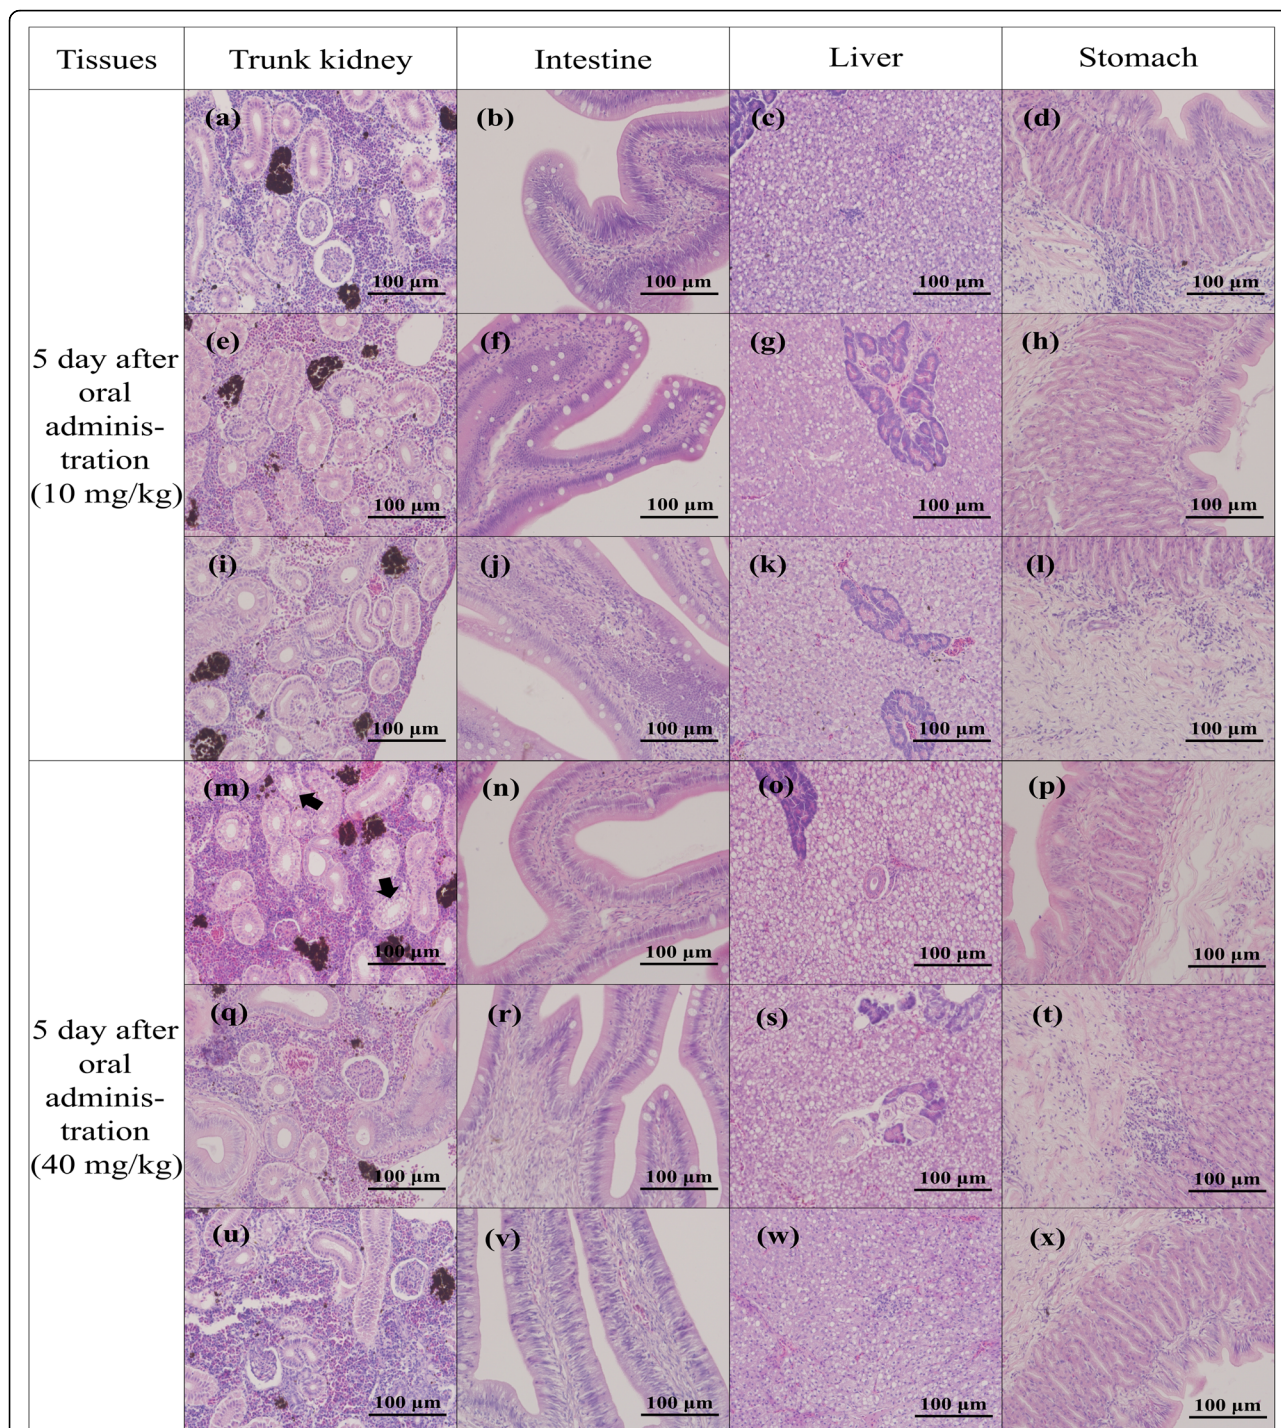 Tissues
Trunk kidney
Intestine
Liver
Stomach
5 day after
oral
adminis-
tration
(10 mg/kg)
(a)
100 µm
(b)
100 µm
(c)
100 µm
(d)
100 µm
(e)
100 µm
(f)
100 µm
(g)
100 µm
(h)
100 µm
(i)
100 µm
(j)
100 µm
(k)
100 µm
(l)
100 µm
5 day after
oral
adminis-
tration
(40 mg/kg)
(m)
100 µm
(n)
100 µm
(o)
100 µm
(p)
100 µm
(q)
100 µm
(r)
100 µm
(s)
100 µm
(t)
100 µm
(u)
100 µm
(v)
100 µm
(w)
100 µm
(x)
100 µm